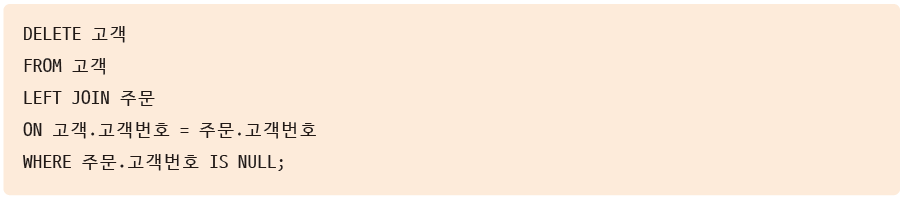 DELETE 고객
FROM 고객
LEFT JOIN 주문
ON 고객.고객번호 = 주문.고객번호
WHERE 주문.고객번호 IS NULL;